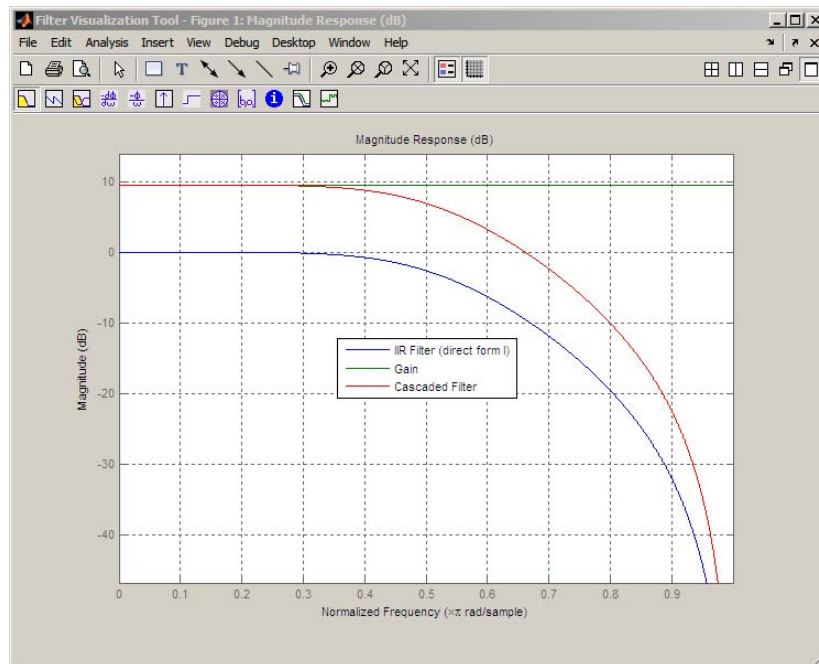 Filter Visualization Tool - Figure 1: Magnitude Response (dB)
File Edit Analysis Insert View Debug Desktop Window Help
T
[b,a]
i
Magnitude Response (dB)
10
0
-10
-20
-30
-40
Magnitude (dB)
IIR Filter (direct form I)
Gain
Cascaded Filter
0 0.1 0.2 0.3 0.4 0.5 0.6 0.7 0.8 0.9
Normalized Frequency (×π rad/sample)